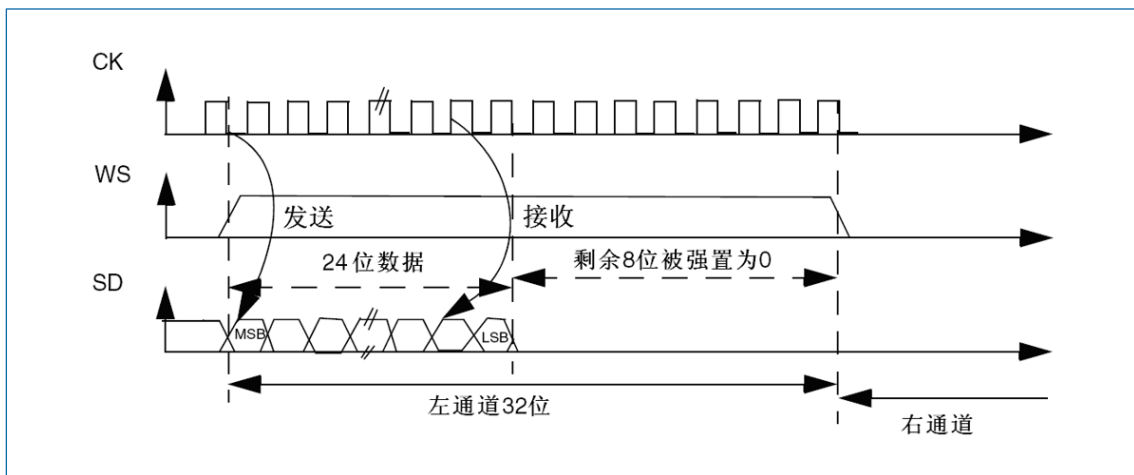 CK
WS
发送
接收
24位数据
剩余8位被强置为0
SD
MSB
LSB
左通道32位
右通道